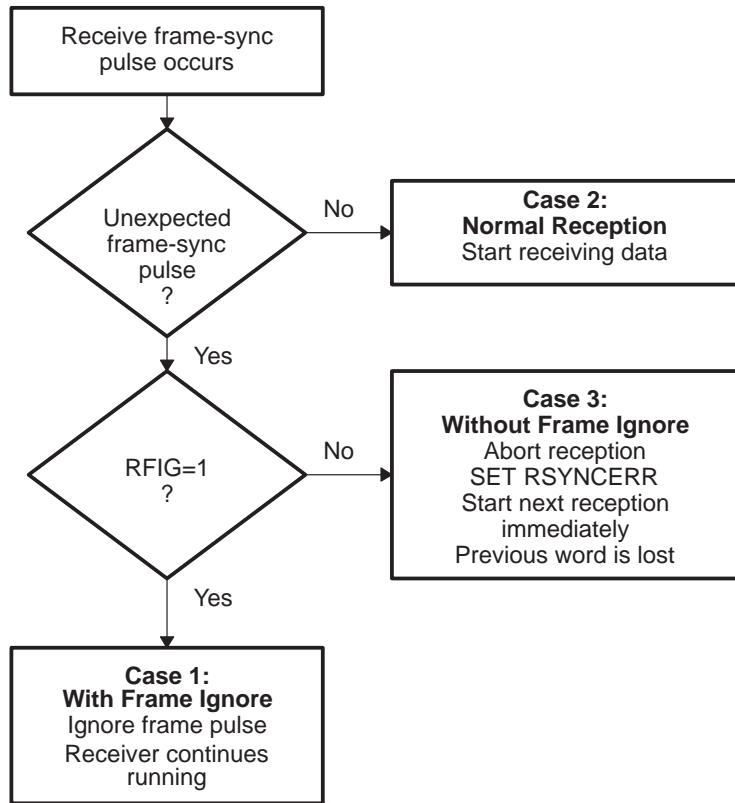 Receive frame-sync
pulse occurs
Unexpected
frame-sync
pulse
?
No
Case 2:
Normal Reception
Start receiving data
Yes
RFIG=1
?
No
Case 3:
Without Frame Ignore
Abort reception
SET RSYNCERR
Start next reception
immediately
Previous word is lost
Yes
Case 1:
With Frame Ignore
Ignore frame pulse
Receiver continues
running